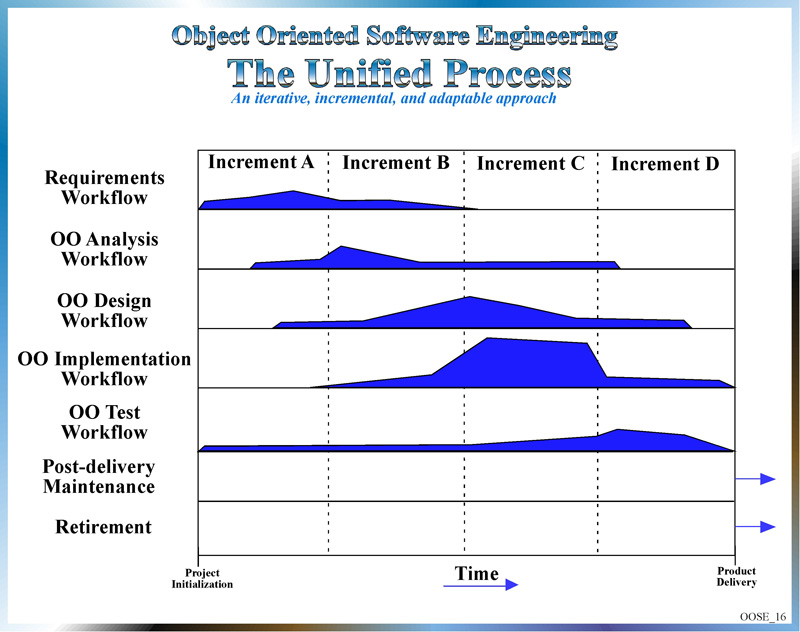 Object Oriented Software Engineering
The Unified Process
An iterative, incremental, and adaptable approach
Increment A
Increment B
Increment C
Increment D
Requirements
Workflow
OO Analysis
Workflow
OO Design
Workflow
OO Implementation
Workflow
OO Test
Workflow
Post-delivery
Maintenance
Retirement
Project
Initialization
Time
Product
Delivery
OOSE_16